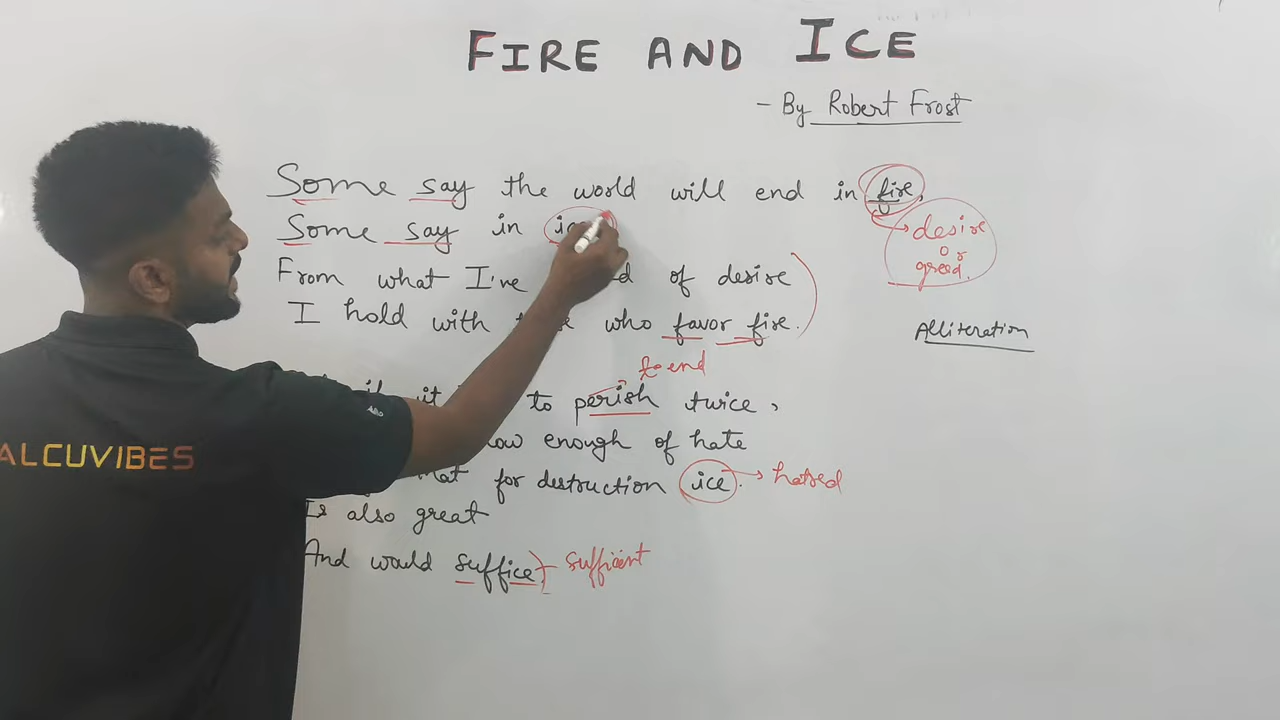 FIRE AND ICE
- By Robert Frost
Some say the world will end in fire,
Some say in
desire
or
greed.
From what I've of desire
I hold with who favor fire.
Alliteration
to end
to perish twice,
enough of hate
for destruction ice. → hatred
Is also great
And would suffice } sufficient
ALCUVIBES